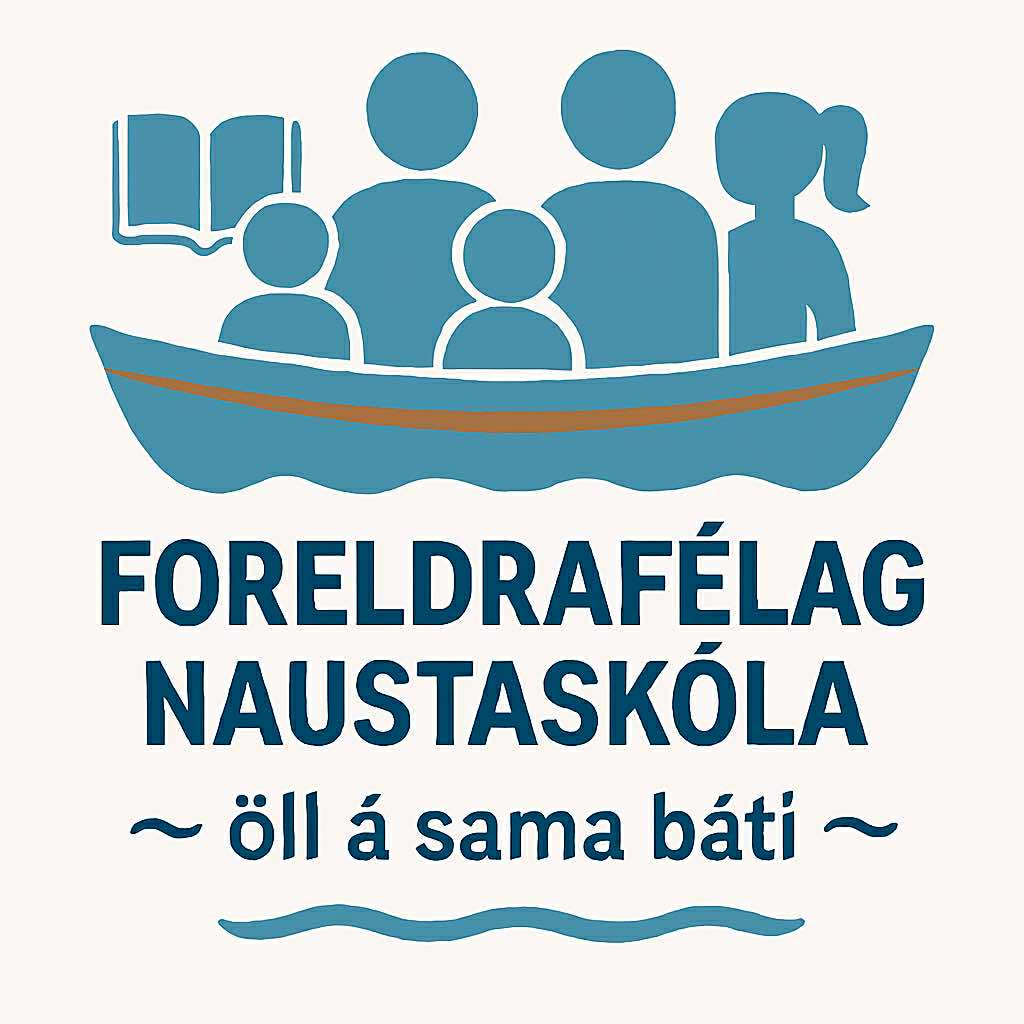 FORELDRAFÉLAG
NAUSTASKÓLA
~ öll á sama báti ~